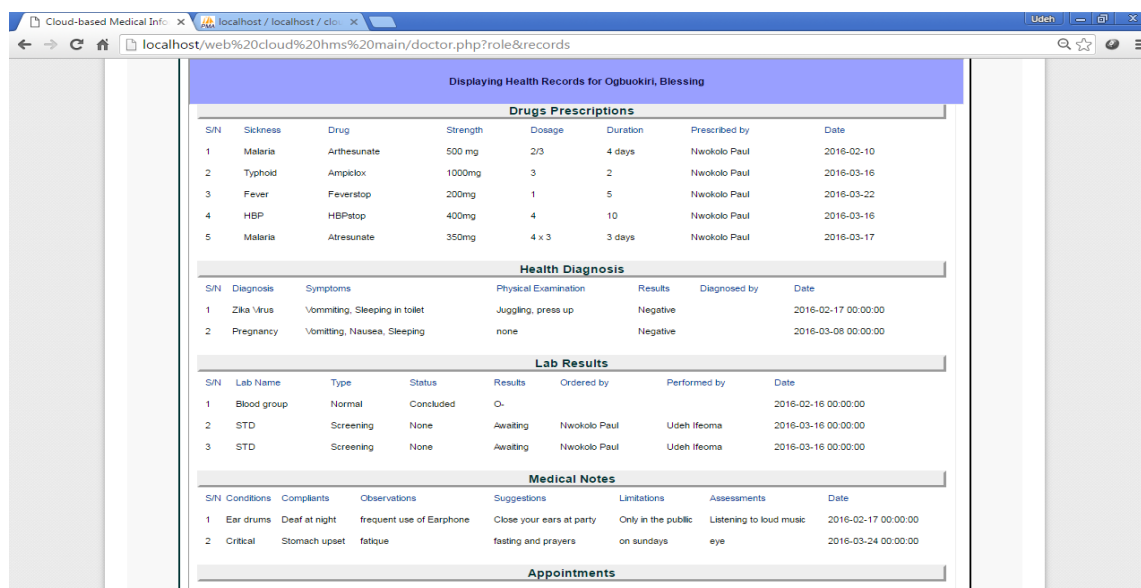 Cloud-based Medical Info
localhost / localhost / clou
Udeh
localhost/web%20cloud%20hms%20main/doctor.php?role&records
Displaying Health Records for Ogbuokiri, Blessing
Drugs Prescriptions
S/N Sickness Drug Strength Dosage Duration Prescribed by Date
1 Malaria Arthesunate 500 mg 2/3 4 days Nwokolo Paul 2016-02-10
2 Typhoid Ampiclox 1000mg 3 2 Nwokolo Paul 2016-03-16
3 Fever Feverstop 200mg 1 5 Nwokolo Paul 2016-03-22
4 HBP HBPstop 400mg 4 10 Nwokolo Paul 2016-03-16
5 Malaria Atresunate 350mg 4 x 3 3 days Nwokolo Paul 2016-03-17
Health Diagnosis
S/N Diagnosis Symptoms Physical Examination Results Diagnosed by Date
1 Zika Virus Vommiting, Sleeping in toilet Juggling, press up Negative 2016-02-17 00:00:00
2 Pregnancy Vomitting, Nausea, Sleeping none Negative 2016-03-08 00:00:00
Lab Results
S/N Lab Name Type Status Results Ordered by Performed by Date
1 Blood group Normal Concluded O- 2016-02-16 00:00:00
2 STD Screening None Awaiting Nwokolo Paul Udeh Ifeoma 2016-03-16 00:00:00
3 STD Screening None Awaiting Nwokolo Paul Udeh Ifeoma 2016-03-16 00:00:00
Medical Notes
S/N Conditions Compliants Observations Suggestions Limitations Assessments Date
1 Ear drums Deaf at night frequent use of Earphone Close your ears at party Only in the publlic Listening to loud music 2016-02-17 00:00:00
2 Critical Stomach upset fatique fasting and prayers on sundays eye 2016-03-24 00:00:00
Appointments